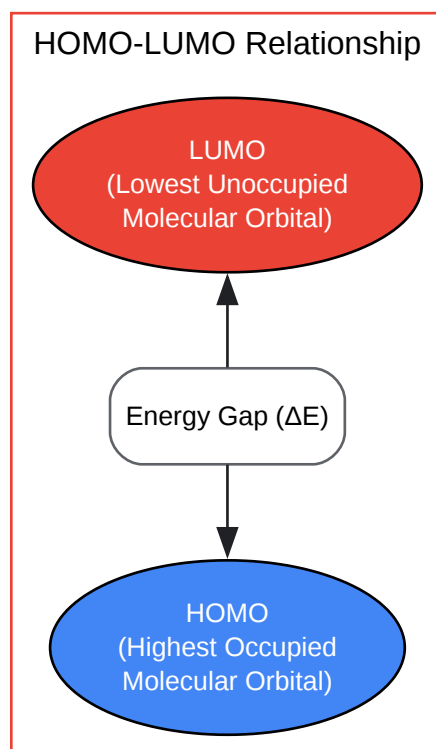 HOMO-LUMO Relationship
LUMO
(Lowest Unoccupied
Molecular Orbital)
Energy Gap (ΔE)
HOMO
(Highest Occupied
Molecular Orbital)